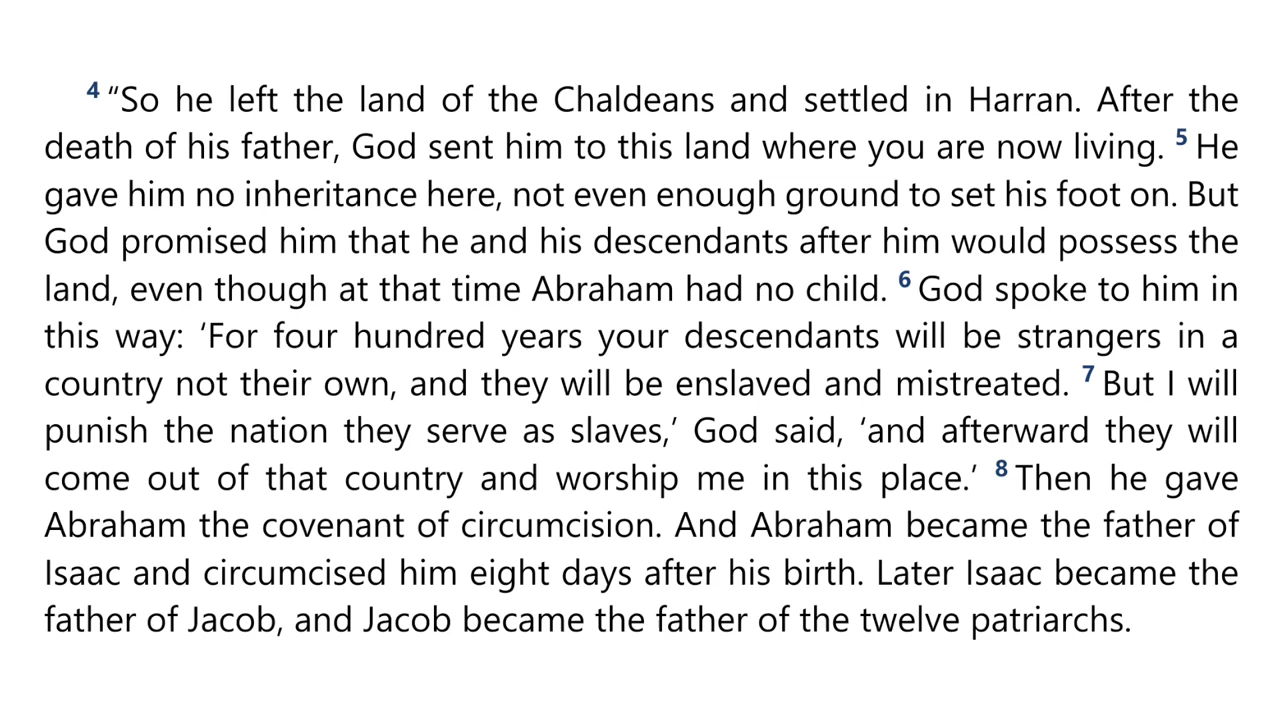 4 “So he left the land of the Chaldeans and settled in Harran. After the
death of his father, God sent him to this land where you are now living. 5 He
gave him no inheritance here, not even enough ground to set his foot on. But
God promised him that he and his descendants after him would possess the
land, even though at that time Abraham had no child. 6 God spoke to him in
this way: ‘For four hundred years your descendants will be strangers in a
country not their own, and they will be enslaved and mistreated. 7 But I will
punish the nation they serve as slaves,’ God said, ‘and afterward they will
come out of that country and worship me in this place.’ 8 Then he gave
Abraham the covenant of circumcision. And Abraham became the father of
Isaac and circumcised him eight days after his birth. Later Isaac became the
father of Jacob, and Jacob became the father of the twelve patriarchs.